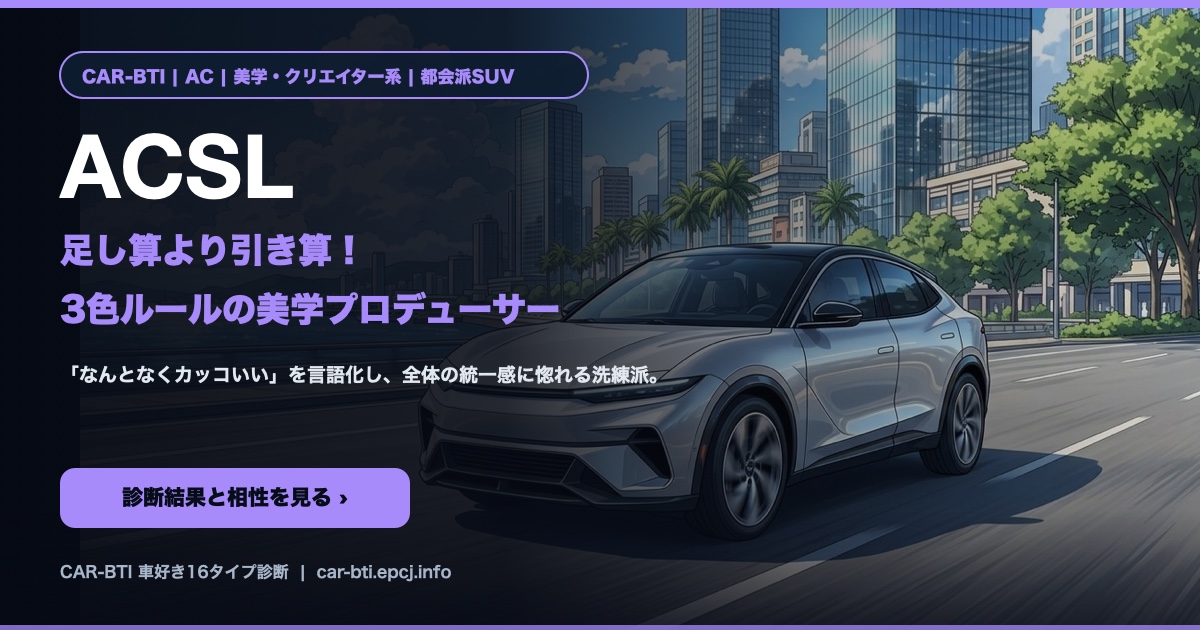 CAR-BTI | AC | 美学・クリエイター系 | 都会派SUV
ACSL
足し算より引き算！
3色ルールの美学プロデューサー
「なんとなくカッコいい」を言語化し、全体の統一感に惚れる洗練派。
診断結果と相性を見る ›
CAR-BTI 車好き16タイプ診断 | car-bti.epcj.info